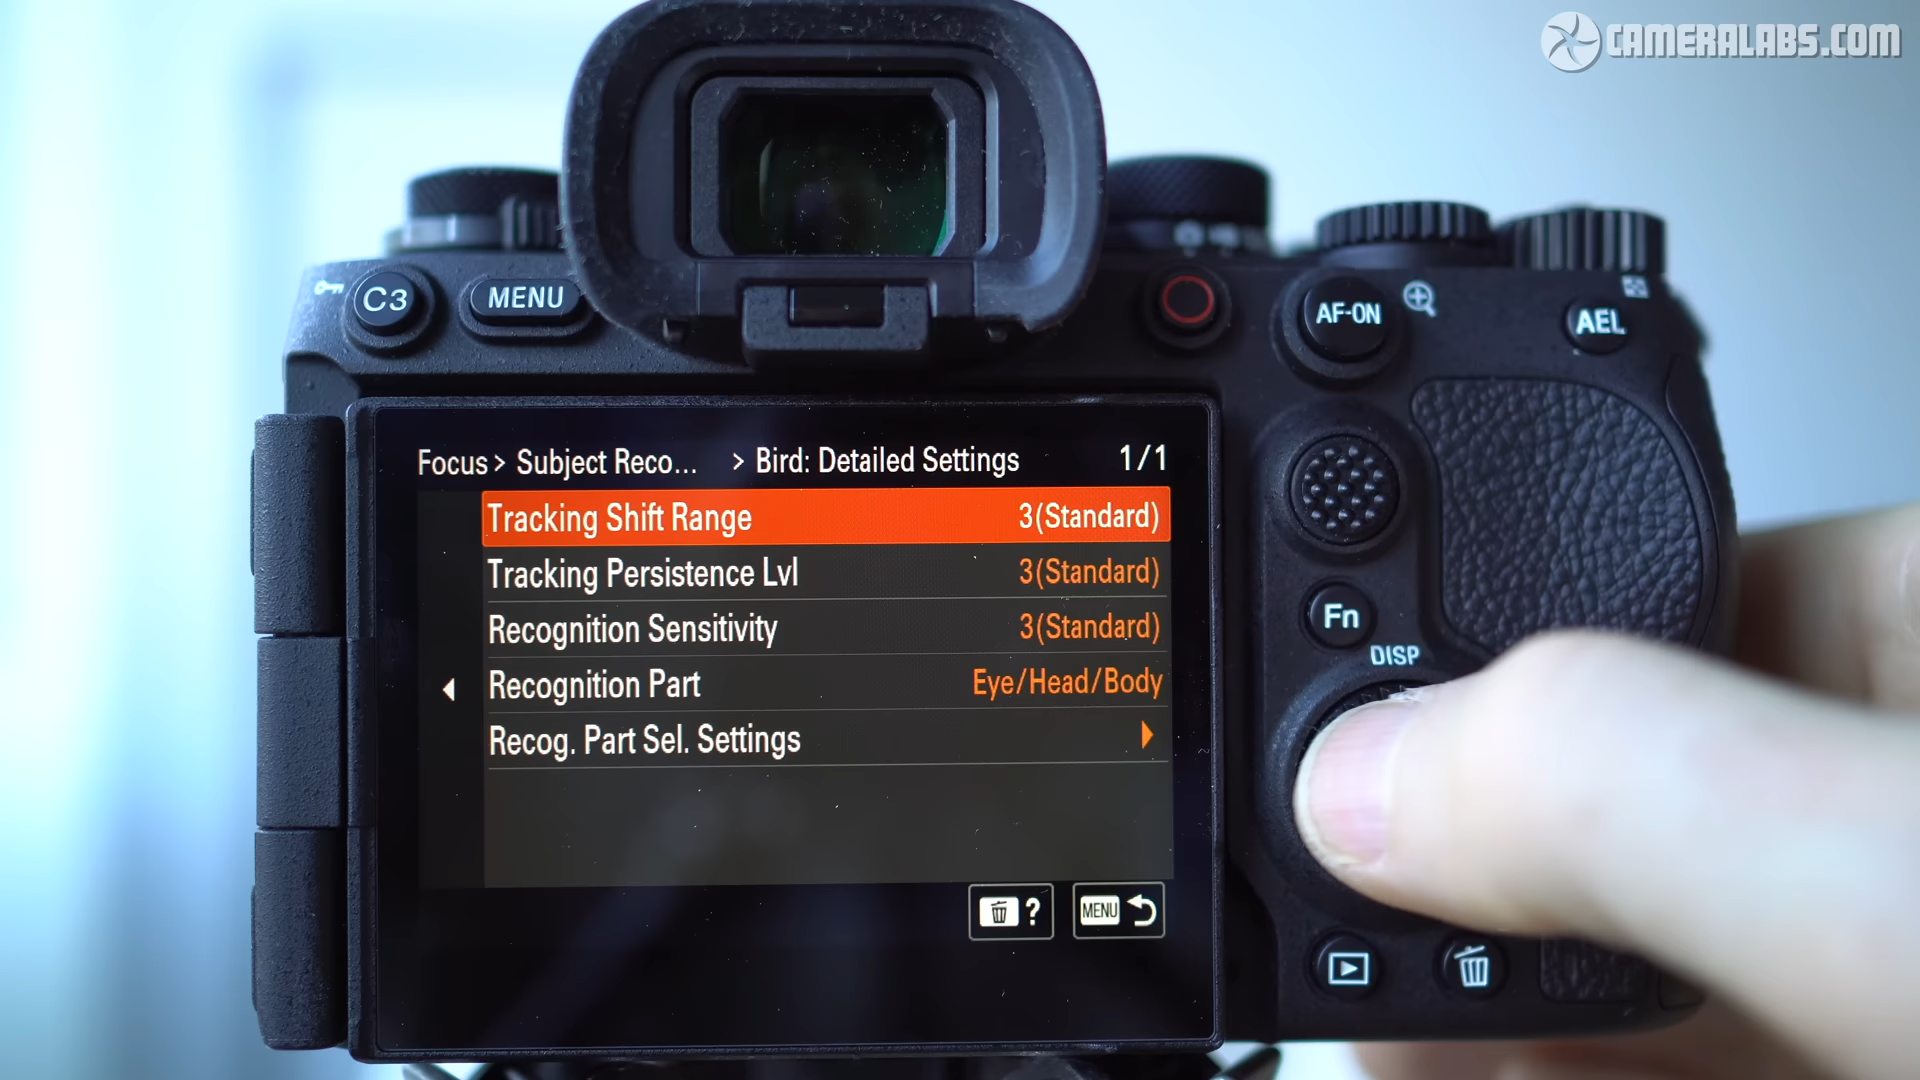 CAMERALABS.COM
C3
MENU
AF-ON
AEL
Focus > Subject Reco... > Bird: Detailed Settings 1/1
Tracking Shift Range 3(Standard)
Tracking Persistence Lvl 3(Standard)
Recognition Sensitivity 3(Standard)
Recognition Part Eye/Head/Body
Recog. Part Sel. Settings
? MENU
Fn
DISP